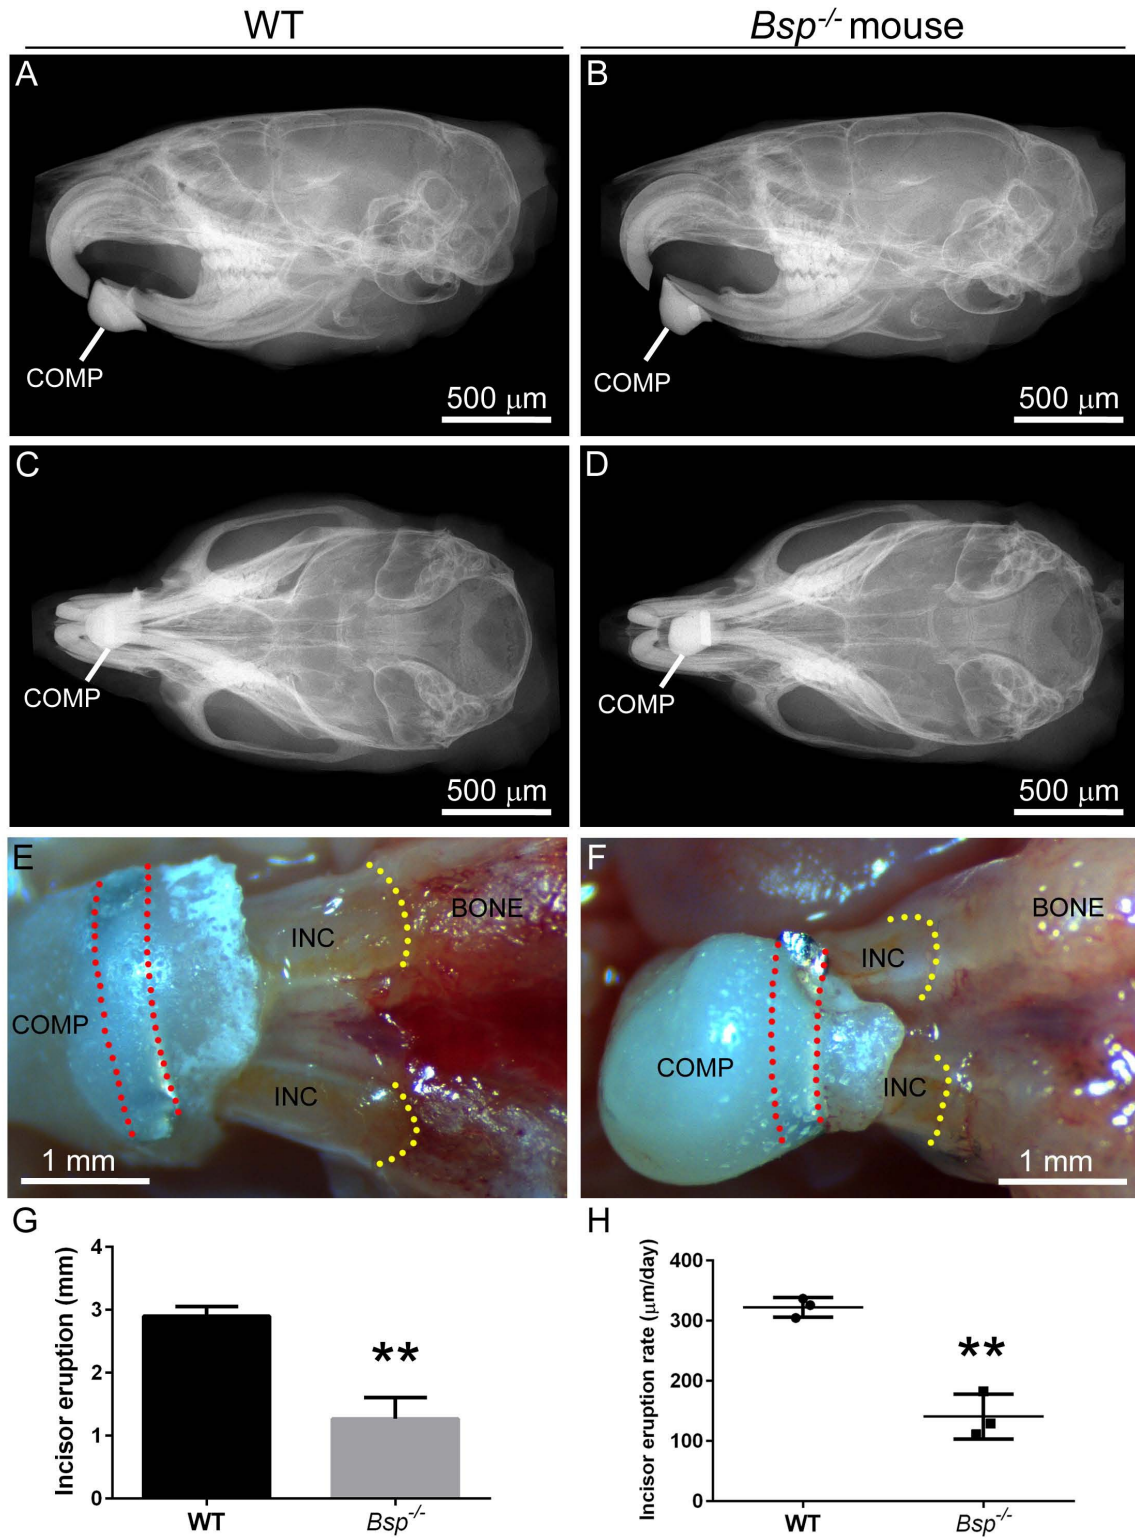 WT
Bsp-/- mouse
A
COMP
500 μm
B
COMP
500 μm
C
COMP
500 μm
D
COMP
500 μm
E
BONE
INC
COMP
INC
1 mm
F
BONE
INC
COMP
INC
1 mm
G
Incisor eruption (mm)
4
3
2
1
0
**
WT
Bsp-/-
H
Incisor eruption rate (μm/day)
400
300
200
100
0
**
WT
Bsp-/-